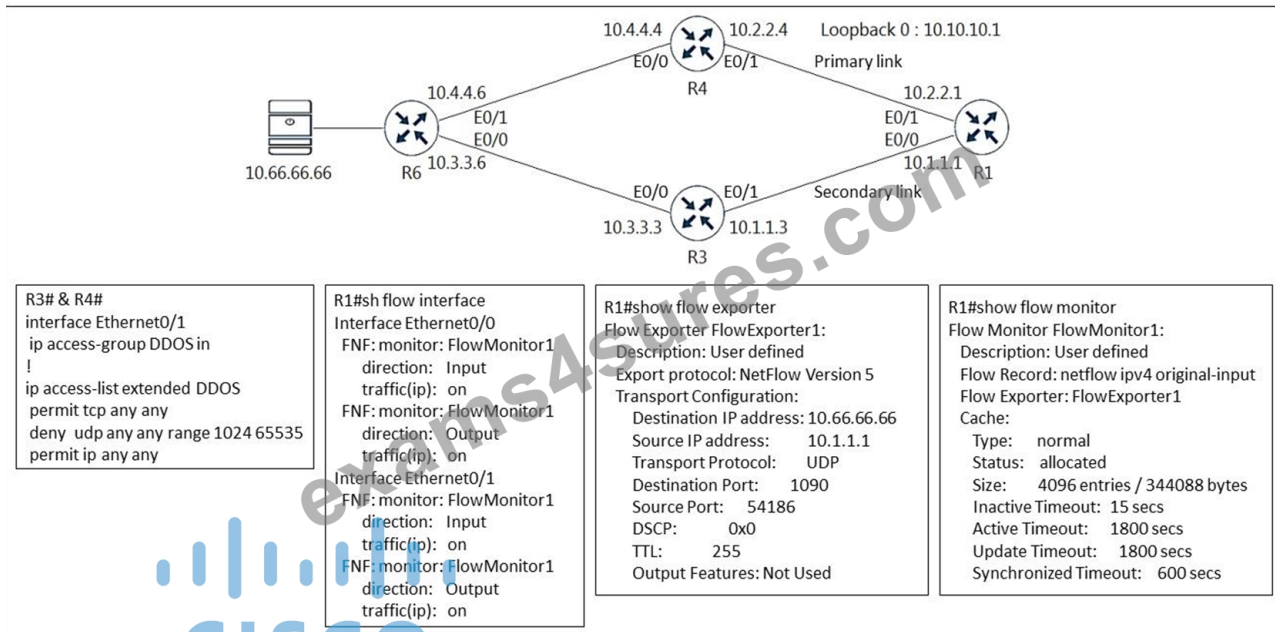 10.4.4.4
10.2.2.4
Loopback 0 : 10.10.10.1
E0/0
E0/1
Primary link
R4
10.4.4.6
10.2.2.1
E0/1
E0/1
E0/0
E0/0
10.66.66.66
R6
10.3.3.6
10.1.1.1
R1
E0/0
E0/1
Secondary link
10.3.3.3
10.1.1.3
R3
R3# & R4#
interface Ethernet0/1
ip access-group DDOS in
!
ip access-list extended DDOS
permit tcp any any
deny udp any any range 1024 65535
permit ip any any
R1#sh flow interface
Interface Ethernet0/0
FNF: monitor: FlowMonitor1
direction: Input
traffic(ip): on
FNF: monitor: FlowMonitor1
direction: Output
traffic(ip): on
Interface Ethernet0/1
FNF: monitor: FlowMonitor1
direction: Input
traffic(ip): on
FNF: monitor: FlowMonitor1
direction: Output
traffic(ip): on
R1#show flow exporter
Flow Exporter FlowExporter1:
Description: User defined
Export protocol: NetFlow Version 5
Transport Configuration:
Destination IP address: 10.66.66.66
Source IP address: 10.1.1.1
Transport Protocol: UDP
Destination Port: 1090
Source Port: 54186
DSCP: 0x0
TTL: 255
Output Features: Not Used
R1#show flow monitor
Flow Monitor FlowMonitor1:
Description: User defined
Flow Record: netflow ipv4 original-input
Flow Exporter: FlowExporter1
Cache:
Type: normal
Status: allocated
Size: 4096 entries / 344088 bytes
Inactive Timeout: 15 secs
Active Timeout: 1800 secs
Update Timeout: 1800 secs
Synchronized Timeout: 600 secs
exams4sures.com
cisco